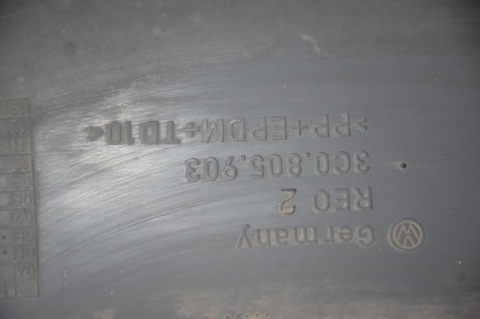 Germany
REO 2
3C0.805.903
>PP+EPDM+TD10<